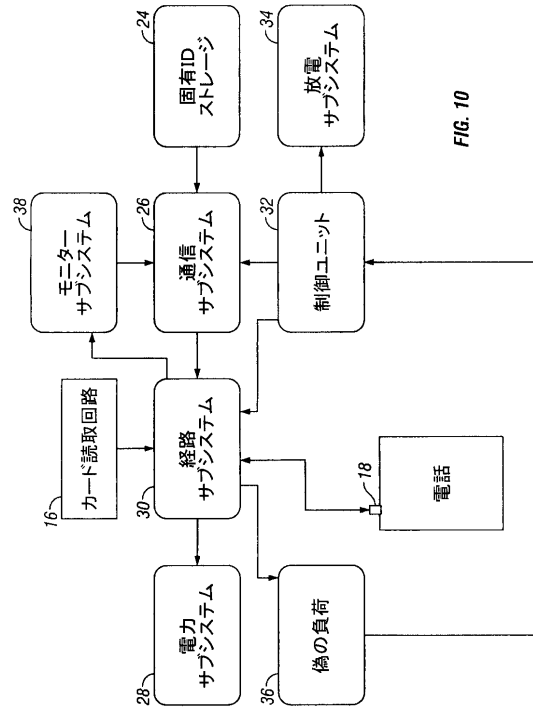 38
モニター
サブシステム
24
固有ID
ストレージ
16
カード読取回路
26
通信
サブシステム
34
放電
サブシステム
30
経路
サブシステム
32
制御ユニット
28
電力
サブシステム
36
偽の負荷
18
電話
FIG. 10